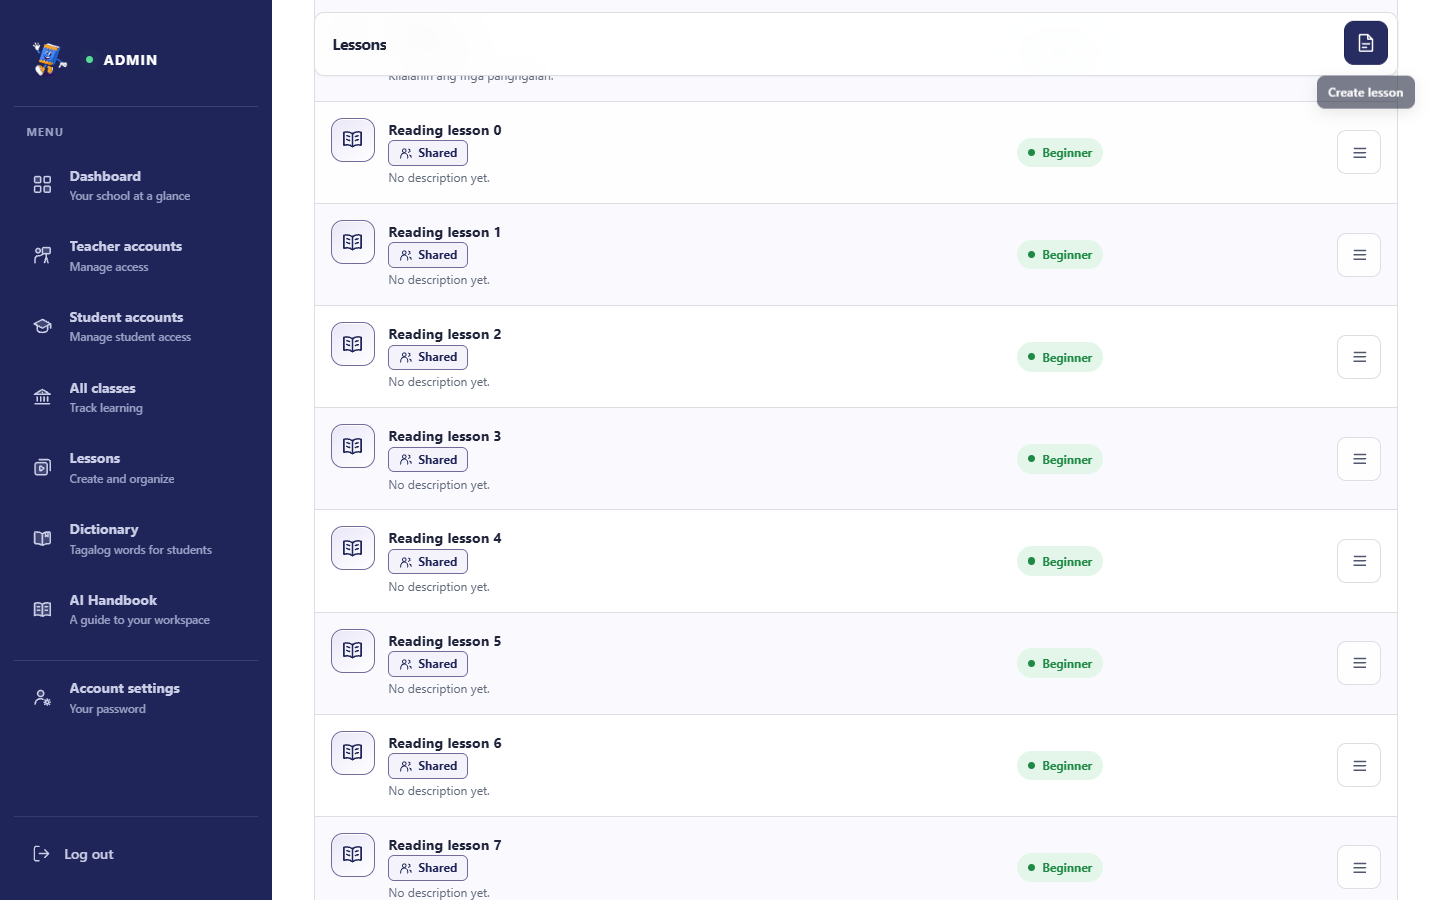 ADMIN
MENU
Dashboard
Your school at a glance
Teacher accounts
Manage access
Student accounts
Manage student access
All classes
Track learning
Lessons
Create and organize
Dictionary
Tagalog words for students
AI Handbook
A guide to your workspace
Account settings
Your password
Log out
Lessons
Create lesson
Kilalanin ang mga pangngalan.
Reading lesson 0
Shared
No description yet.
Beginner
Reading lesson 1
Shared
No description yet.
Beginner
Reading lesson 2
Shared
No description yet.
Beginner
Reading lesson 3
Shared
No description yet.
Beginner
Reading lesson 4
Shared
No description yet.
Beginner
Reading lesson 5
Shared
No description yet.
Beginner
Reading lesson 6
Shared
No description yet.
Beginner
Reading lesson 7
Shared
No description yet.
Beginner